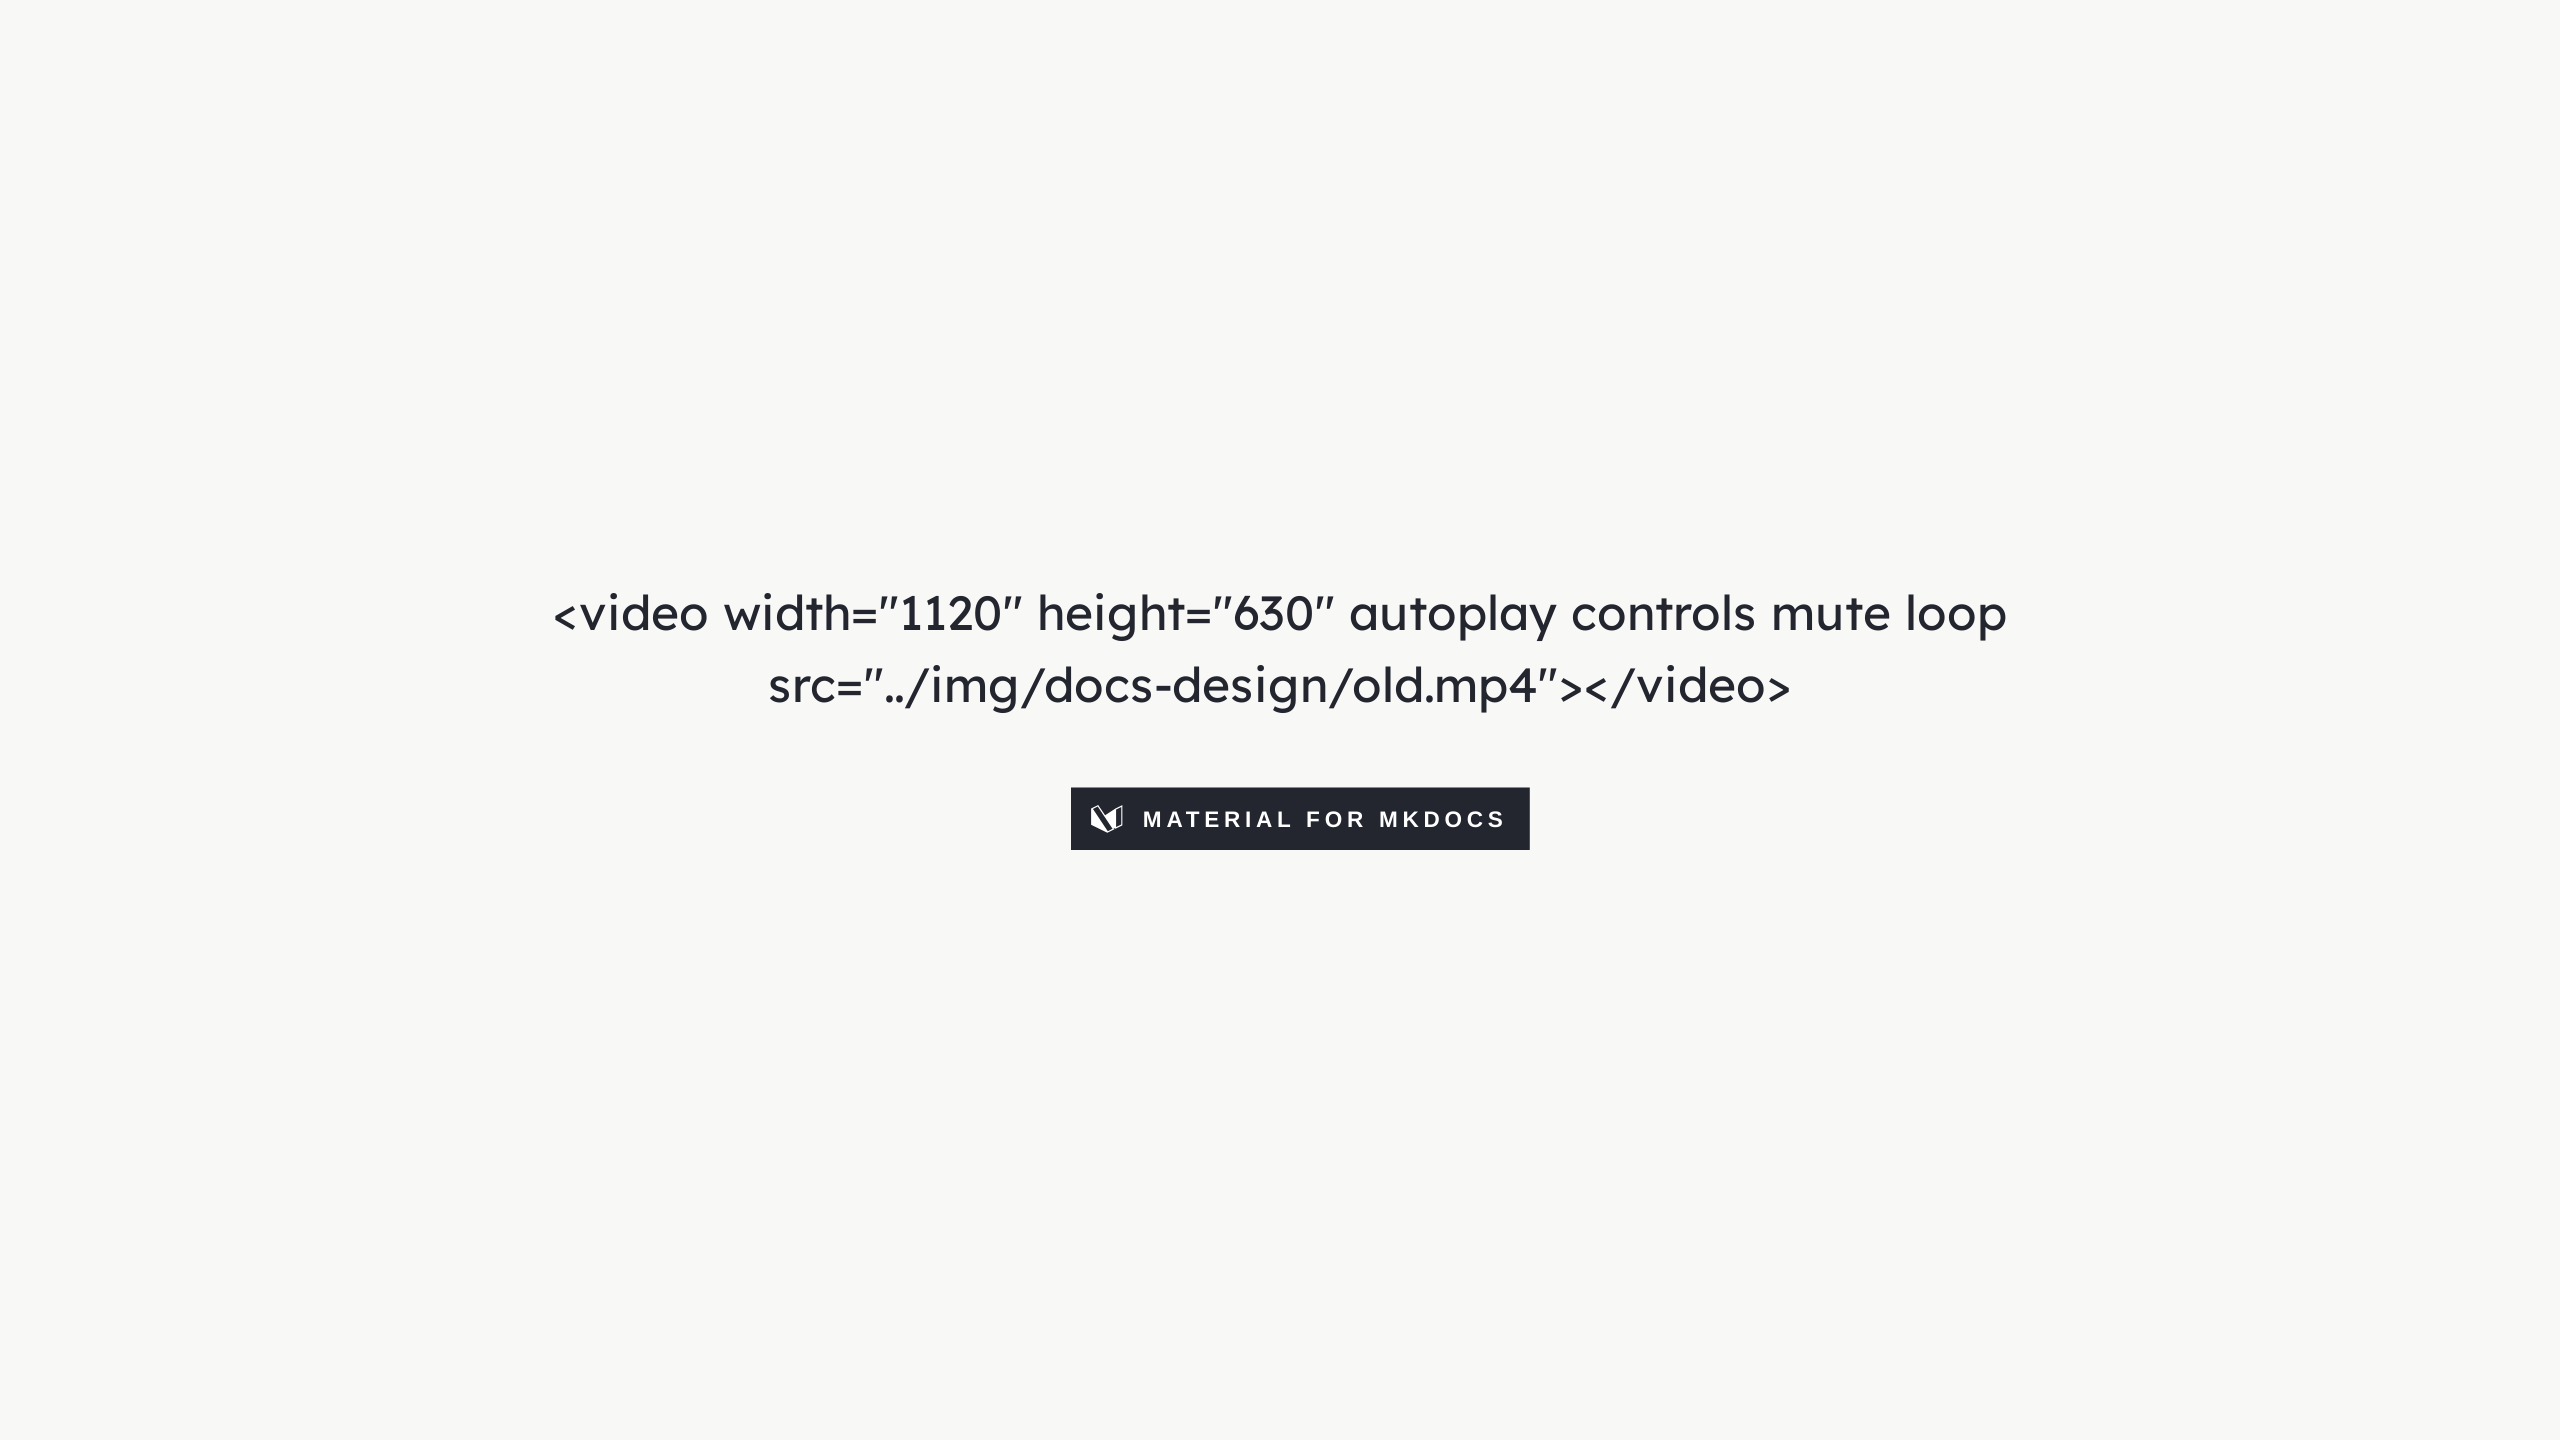 <video width="1120" height="630" autoplay controls mute loop
src="../img/docs-design/old.mp4"></video>
MATERIAL FOR MKDOCS